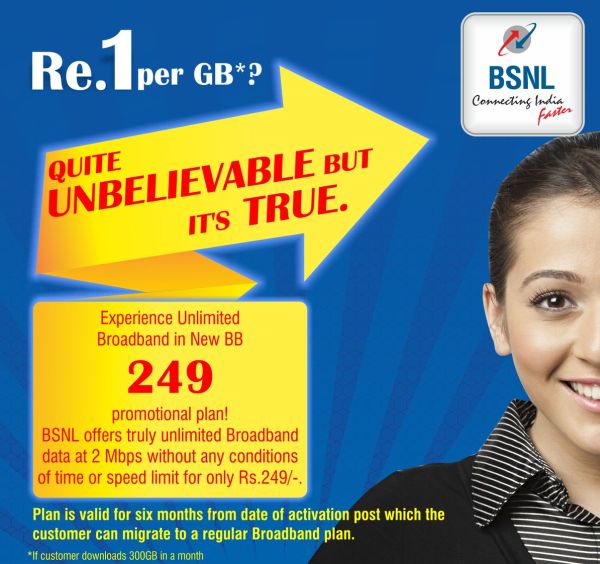 Re.1 per GB*?
BSNL
Connecting India
Faster
QUITE
UNBELIEVABLE BUT
IT'S TRUE.
Experience Unlimited
Broadband in New BB
249
promotional plan!
BSNL offers truly unlimited Broadband
data at 2 Mbps without any conditions
of time or speed limit for only Rs.249/-.
Plan is valid for six months from date of activation post which the
customer can migrate to a regular Broadband plan.
*If customer downloads 300GB in a month